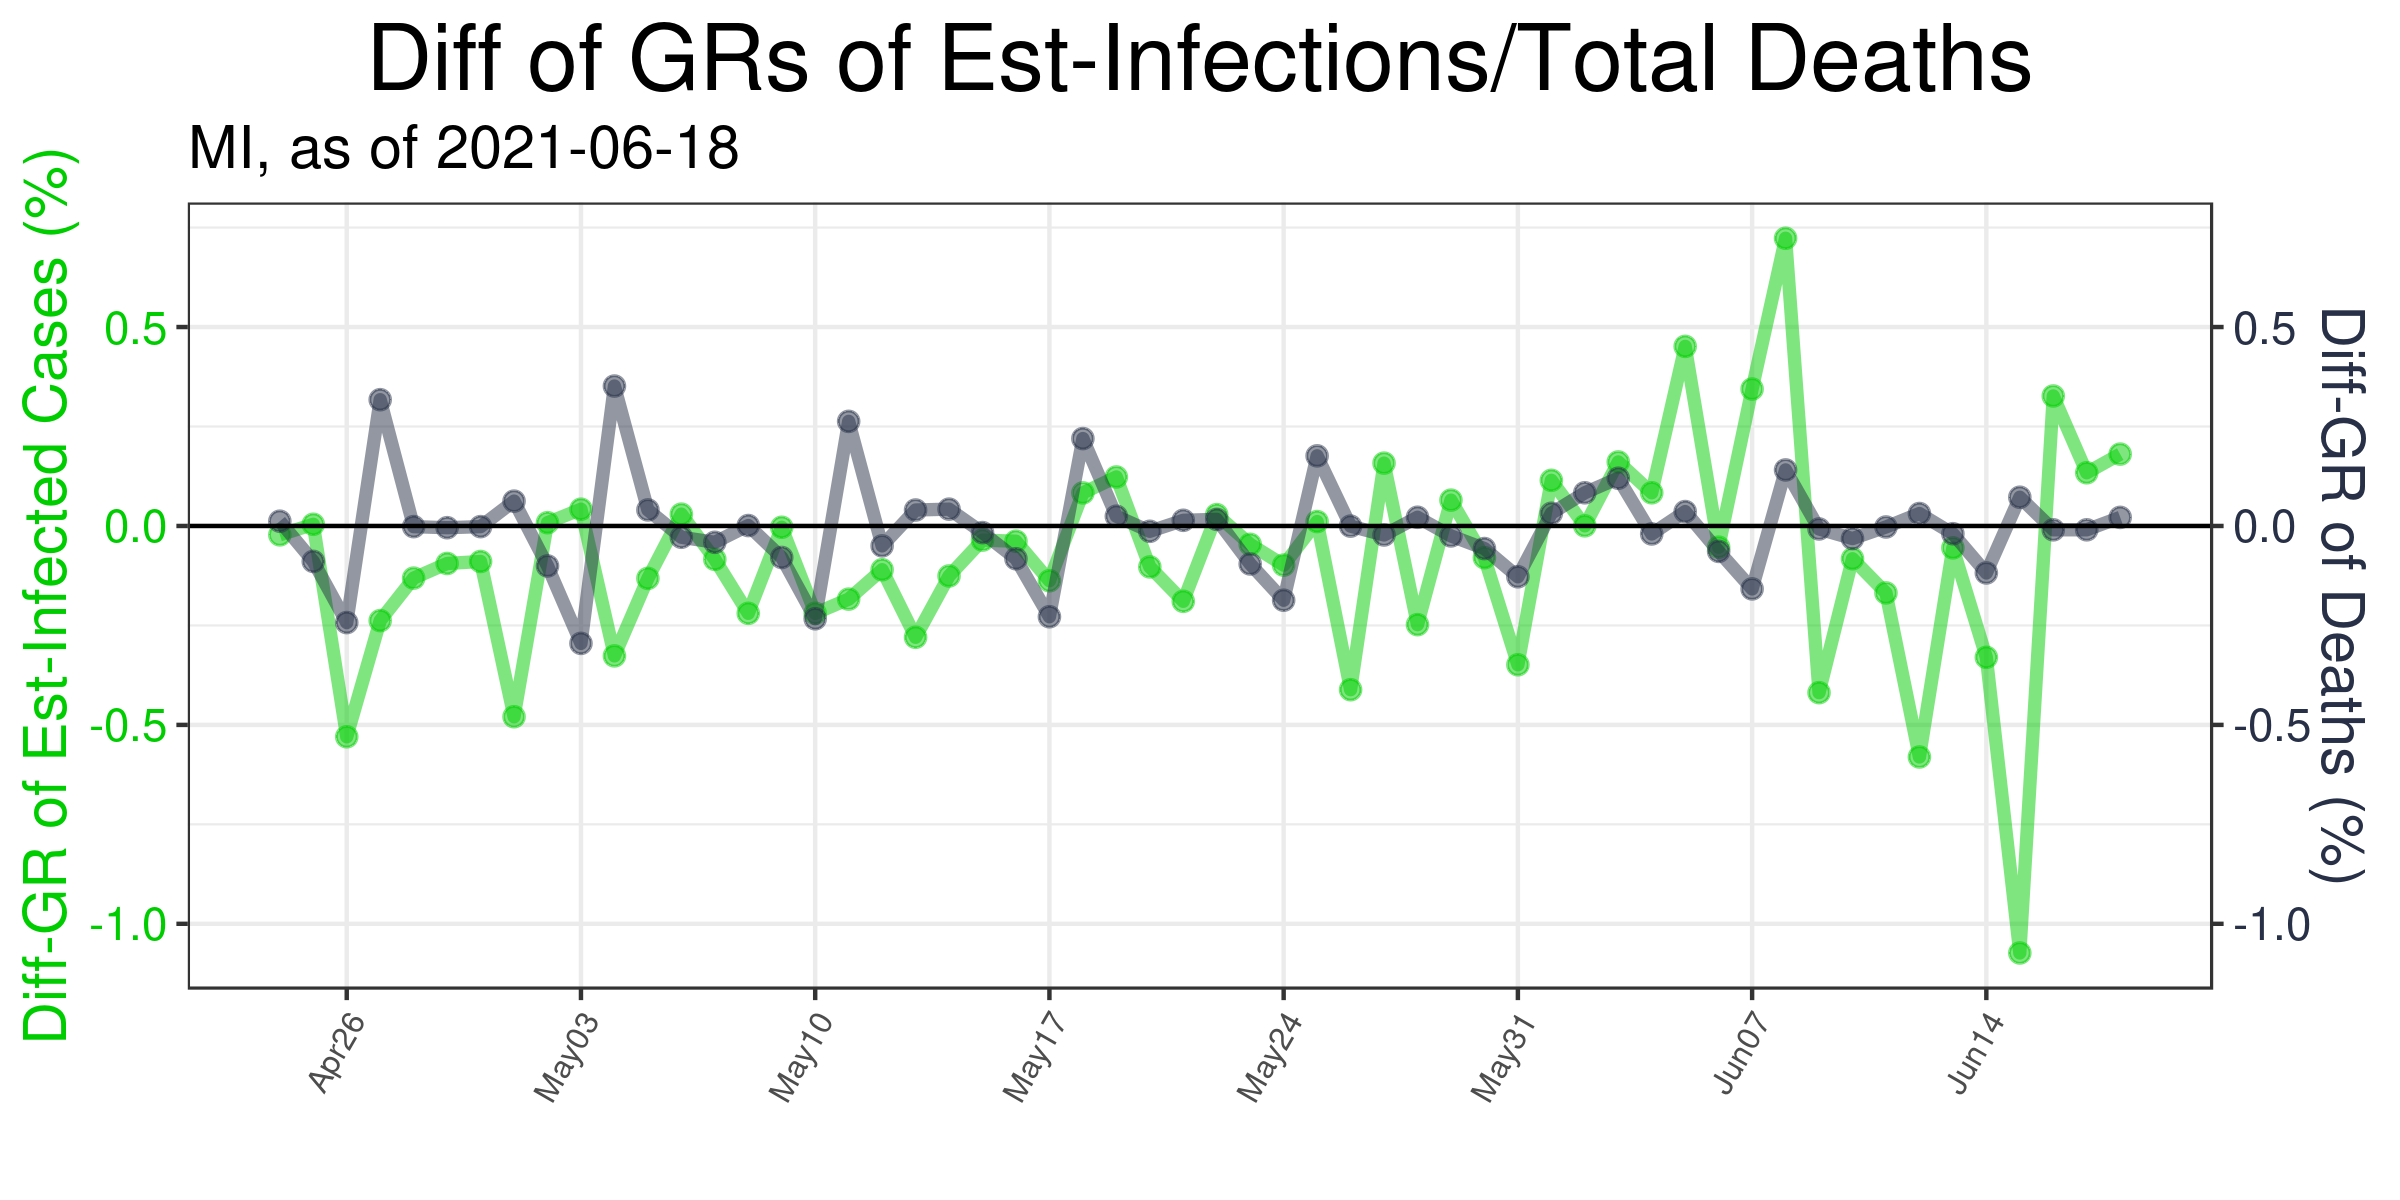 Diff of GRs of Est-Infections/Total Deaths
MI, as of 2021-06-18
Diff-GR of Est-Infected Cases (%)
0.5
0.0
-0.5
-1.0
0.5
0.0
-0.5
-1.0
Diff-GR of Deaths (%)
Apr26
May03
May10
May17
May24
May31
Jun07
Jun14